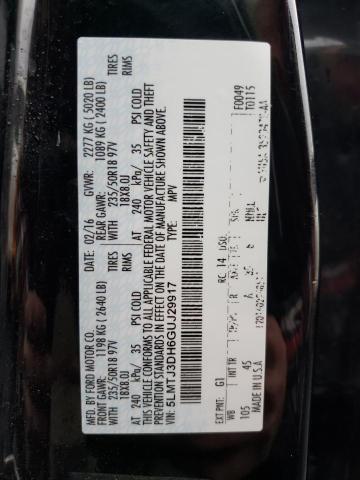 MFD. BY FORD MOTOR CO.
DATE: 02/16 GVWR: 2277 KG ( 5020 LB)
FRONT GAWR: 1198 KG (2640 LB) REAR GAWR: 1089 KG (2400 LB)
WITH 235/50R18 97V TIRES WITH 235/50R18 97V TIRES
18X8.0J RIMS 18X8.0J RIMS
AT 240 kPa/ 35 PSI COLD AT 240 kPa/ 35 PSI COLD
THIS VEHICLE CONFORMS TO ALL APPLICABLE FEDERAL MOTOR VEHICLE SAFETY AND THEFT
PREVENTION STANDARDS IN EFFECT ON THE DATE OF MANUFACTURE SHOWN ABOVE.
VIN: 5LMTJ3DH6GUJ29917
TYPE: MPV
F0049
T0115
EXT PNT: G1 RC: 14 DSO:
WB INT TR
105 45
MADE IN U.S.A